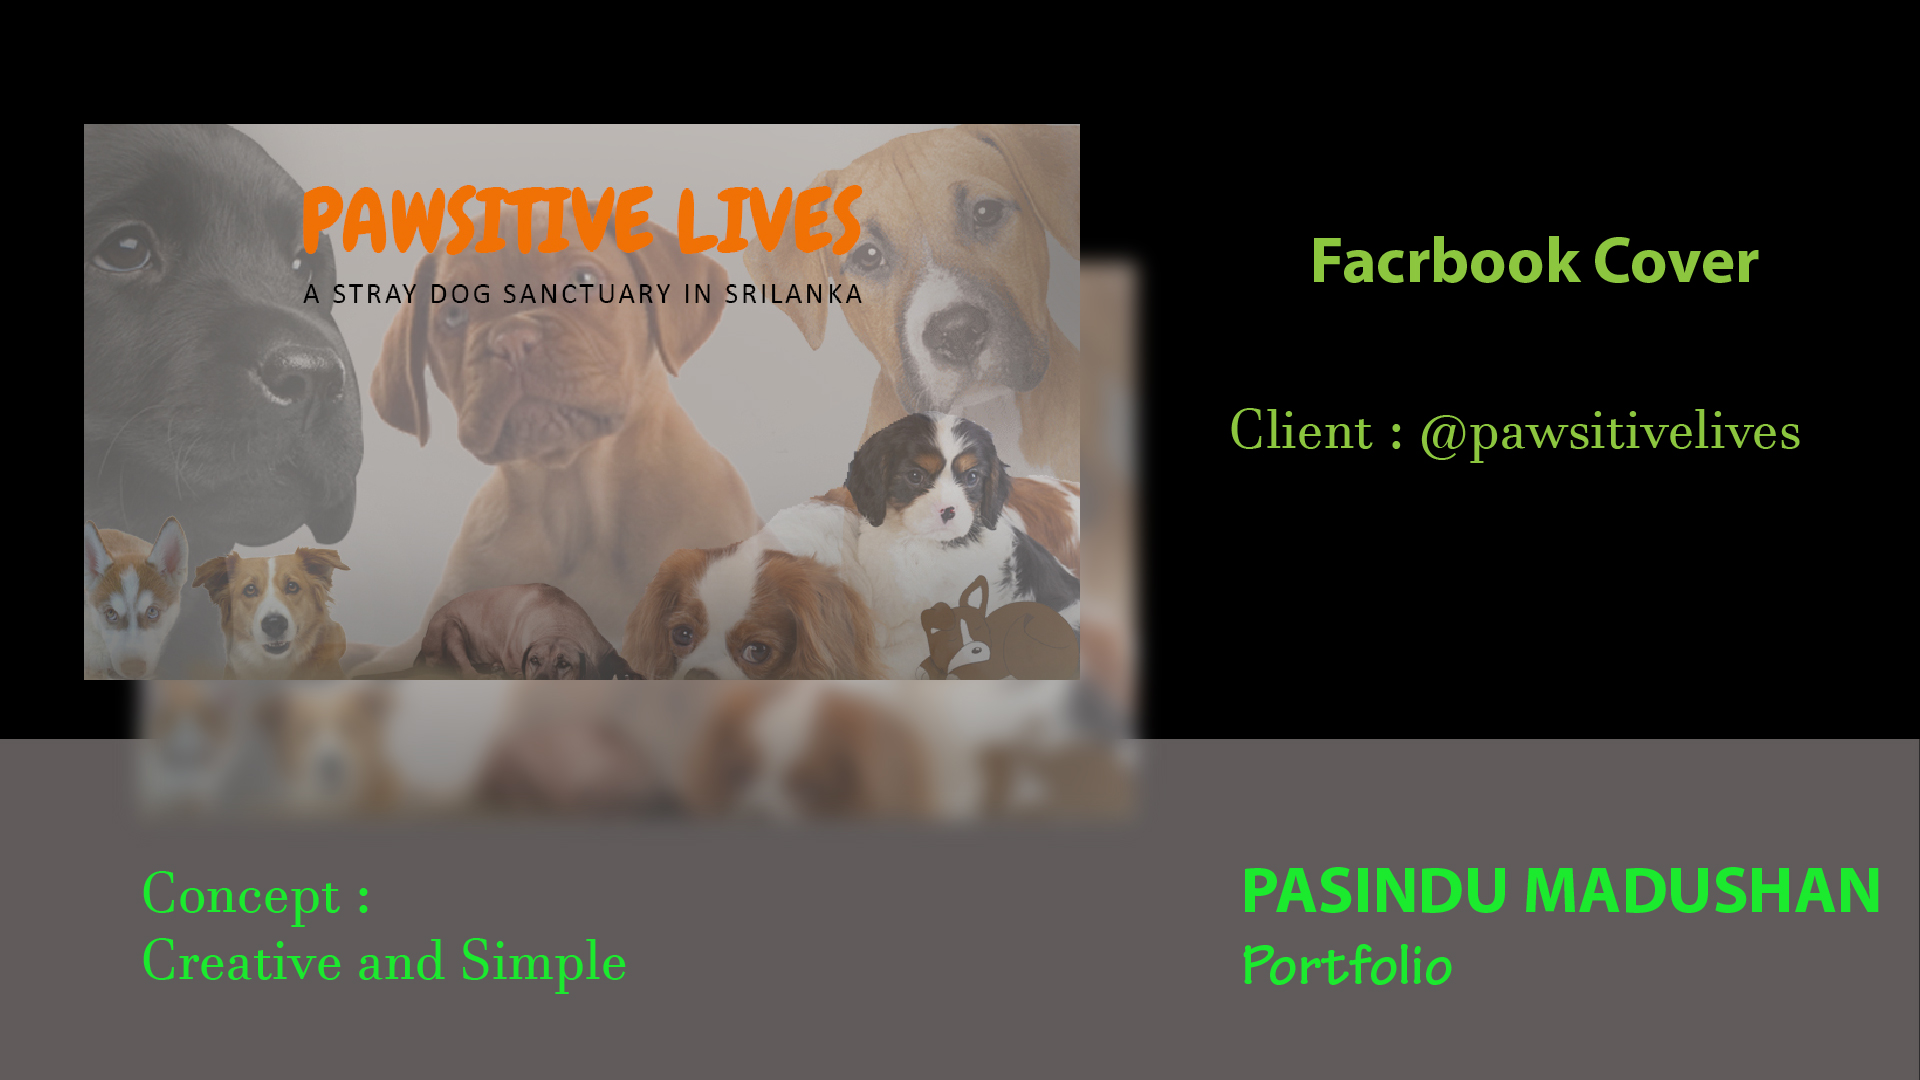 PAWSITIVE LIVES
A STRAY DOG SANCTUARY IN SRILANKA
Facrbook Cover
Client : @pawsitivelives
Concept :
Creative and Simple
PASINDU MADUSHAN
Portfolio